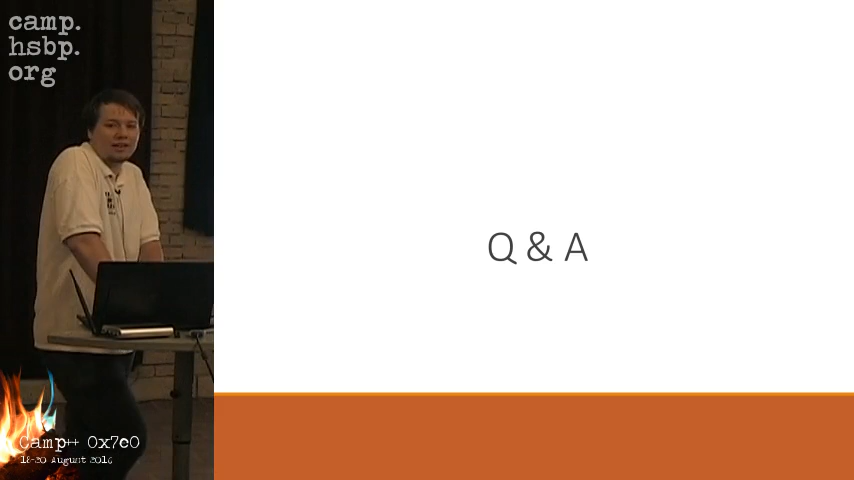 camp.
hsbp.
org
Q & A
Camp++ 0x7e0
18-20 August 2016